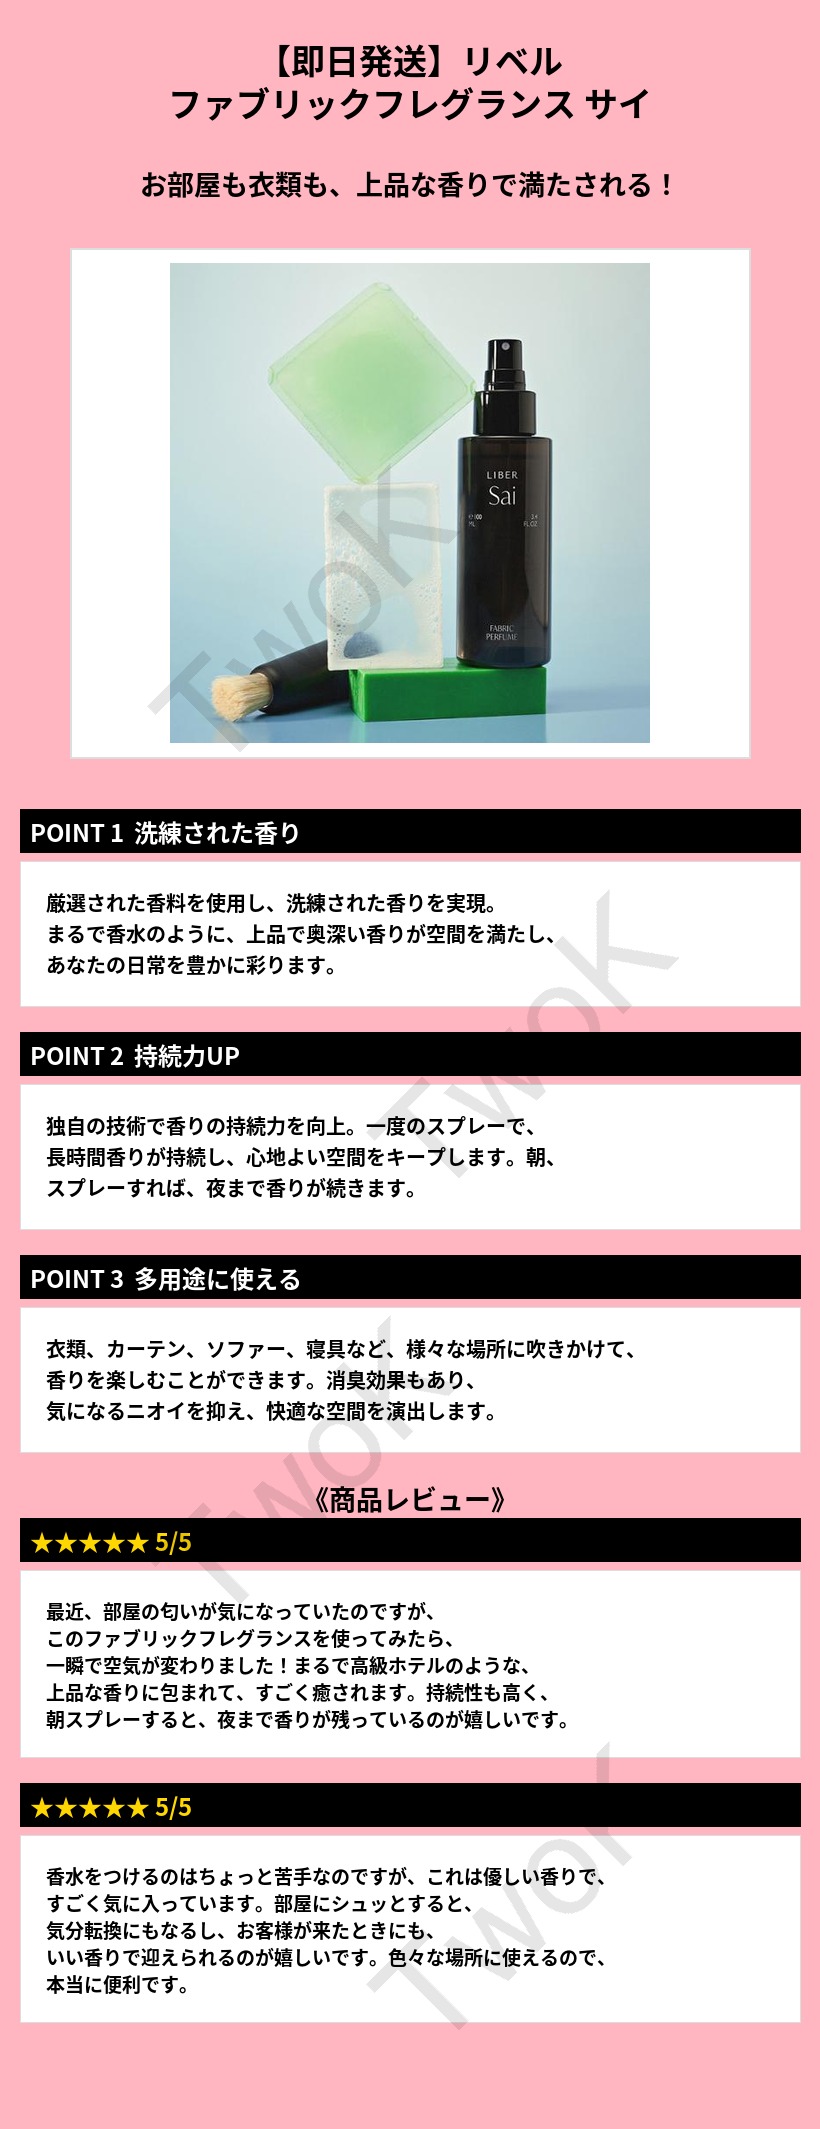 【即日発送】リベル
ファブリックフレグランス サイ
お部屋も衣類も、上品な香りで満たされる！
LIBER
Sai
℮ 100
ML
3.4
FL.OZ
FABRIC
PERFUME
TwoK
POINT 1 洗練された香り
厳選された香料を使用し、洗練された香りを実現。
まるで香水のように、上品で奥深い香りが空間を満たし、
あなたの日常を豊かに彩ります。
TwoK
POINT 2 持続力UP
独自の技術で香りの持続力を向上。一度のスプレーで、
長時間香りが持続し、心地よい空間をキープします。朝、
スプレーすれば、夜まで香りが続きます。
POINT 3 多用途に使える
衣類、カーテン、ソファー、寝具など、様々な場所に吹きかけて、
香りを楽しむことができます。消臭効果もあり、
気になるニオイを抑え、快適な空間を演出します。
TwoK
《商品レビュー》
★★★★★ 5/5
最近、部屋の匂いが気になっていたのですが、
このファブリックフレグランスを使ってみたら、
一瞬で空気が変わりました！まるで高級ホテルのような、
上品な香りに包まれて、すごく癒されます。持続性も高く、
朝スプレーすると、夜まで香りが残っているのが嬉しいです。
★★★★★ 5/5
香水をつけるのはちょっと苦手なのですが、これは優しい香りで、
すごく気に入っています。部屋にシュッとすると、
気分転換にもなるし、お客様が来たときにも、
いい香りで迎えられるのが嬉しいです。色々な場所に使えるので、
本当に便利です。
TwoK